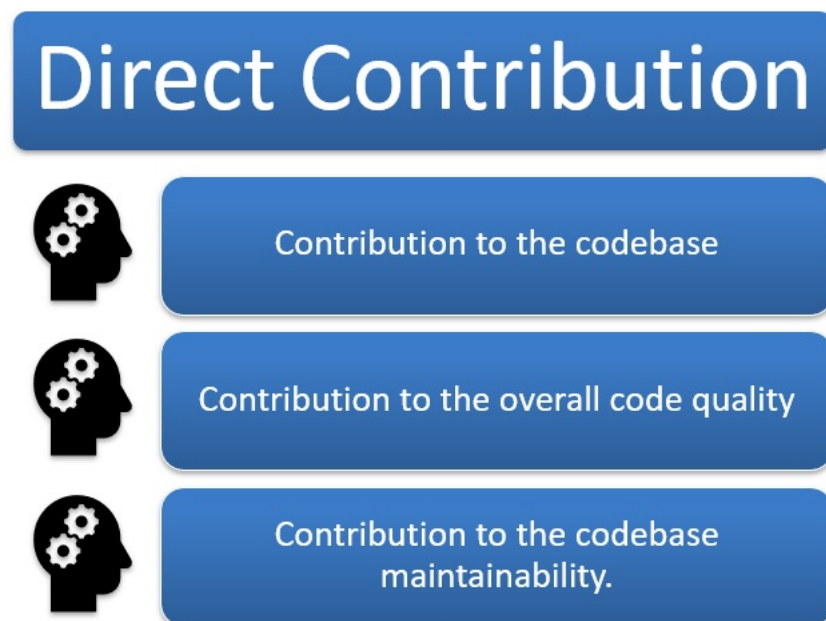 Direct Contribution
Contribution to the codebase
Contribution to the overall code quality
Contribution to the codebase
maintainability.